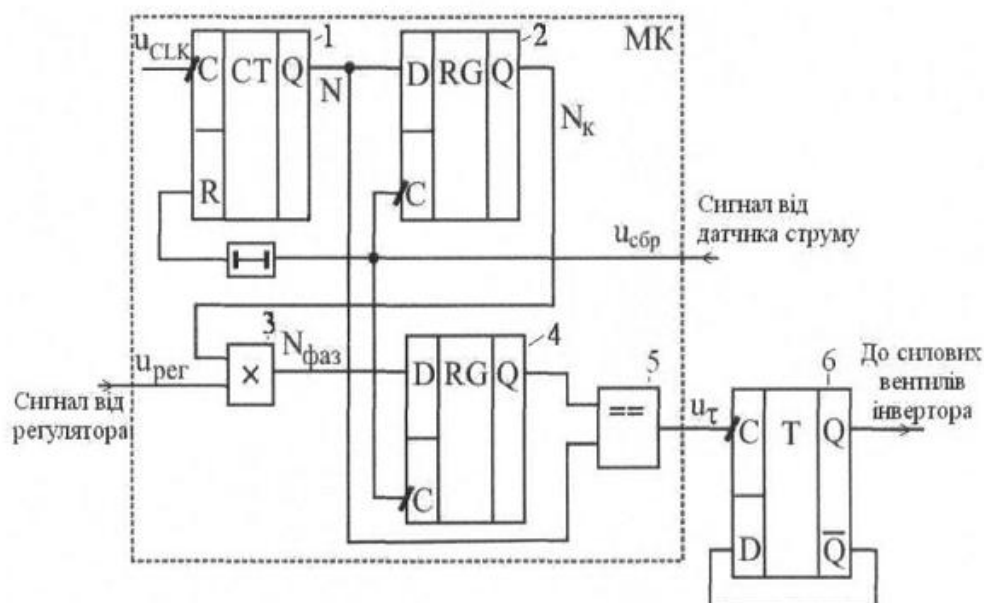 1
2
МК
u_CLK
C CT Q
N
D RG Q
N_К
R
C
Сигнал від
датчика струму
u_сбр
3
N_фаз
4
u_рег
×
D RG Q
5
==
6
До силових
вентилів
інвертора
Сигнал від
регулятора
u_τ
C T Q
C
D Q̅